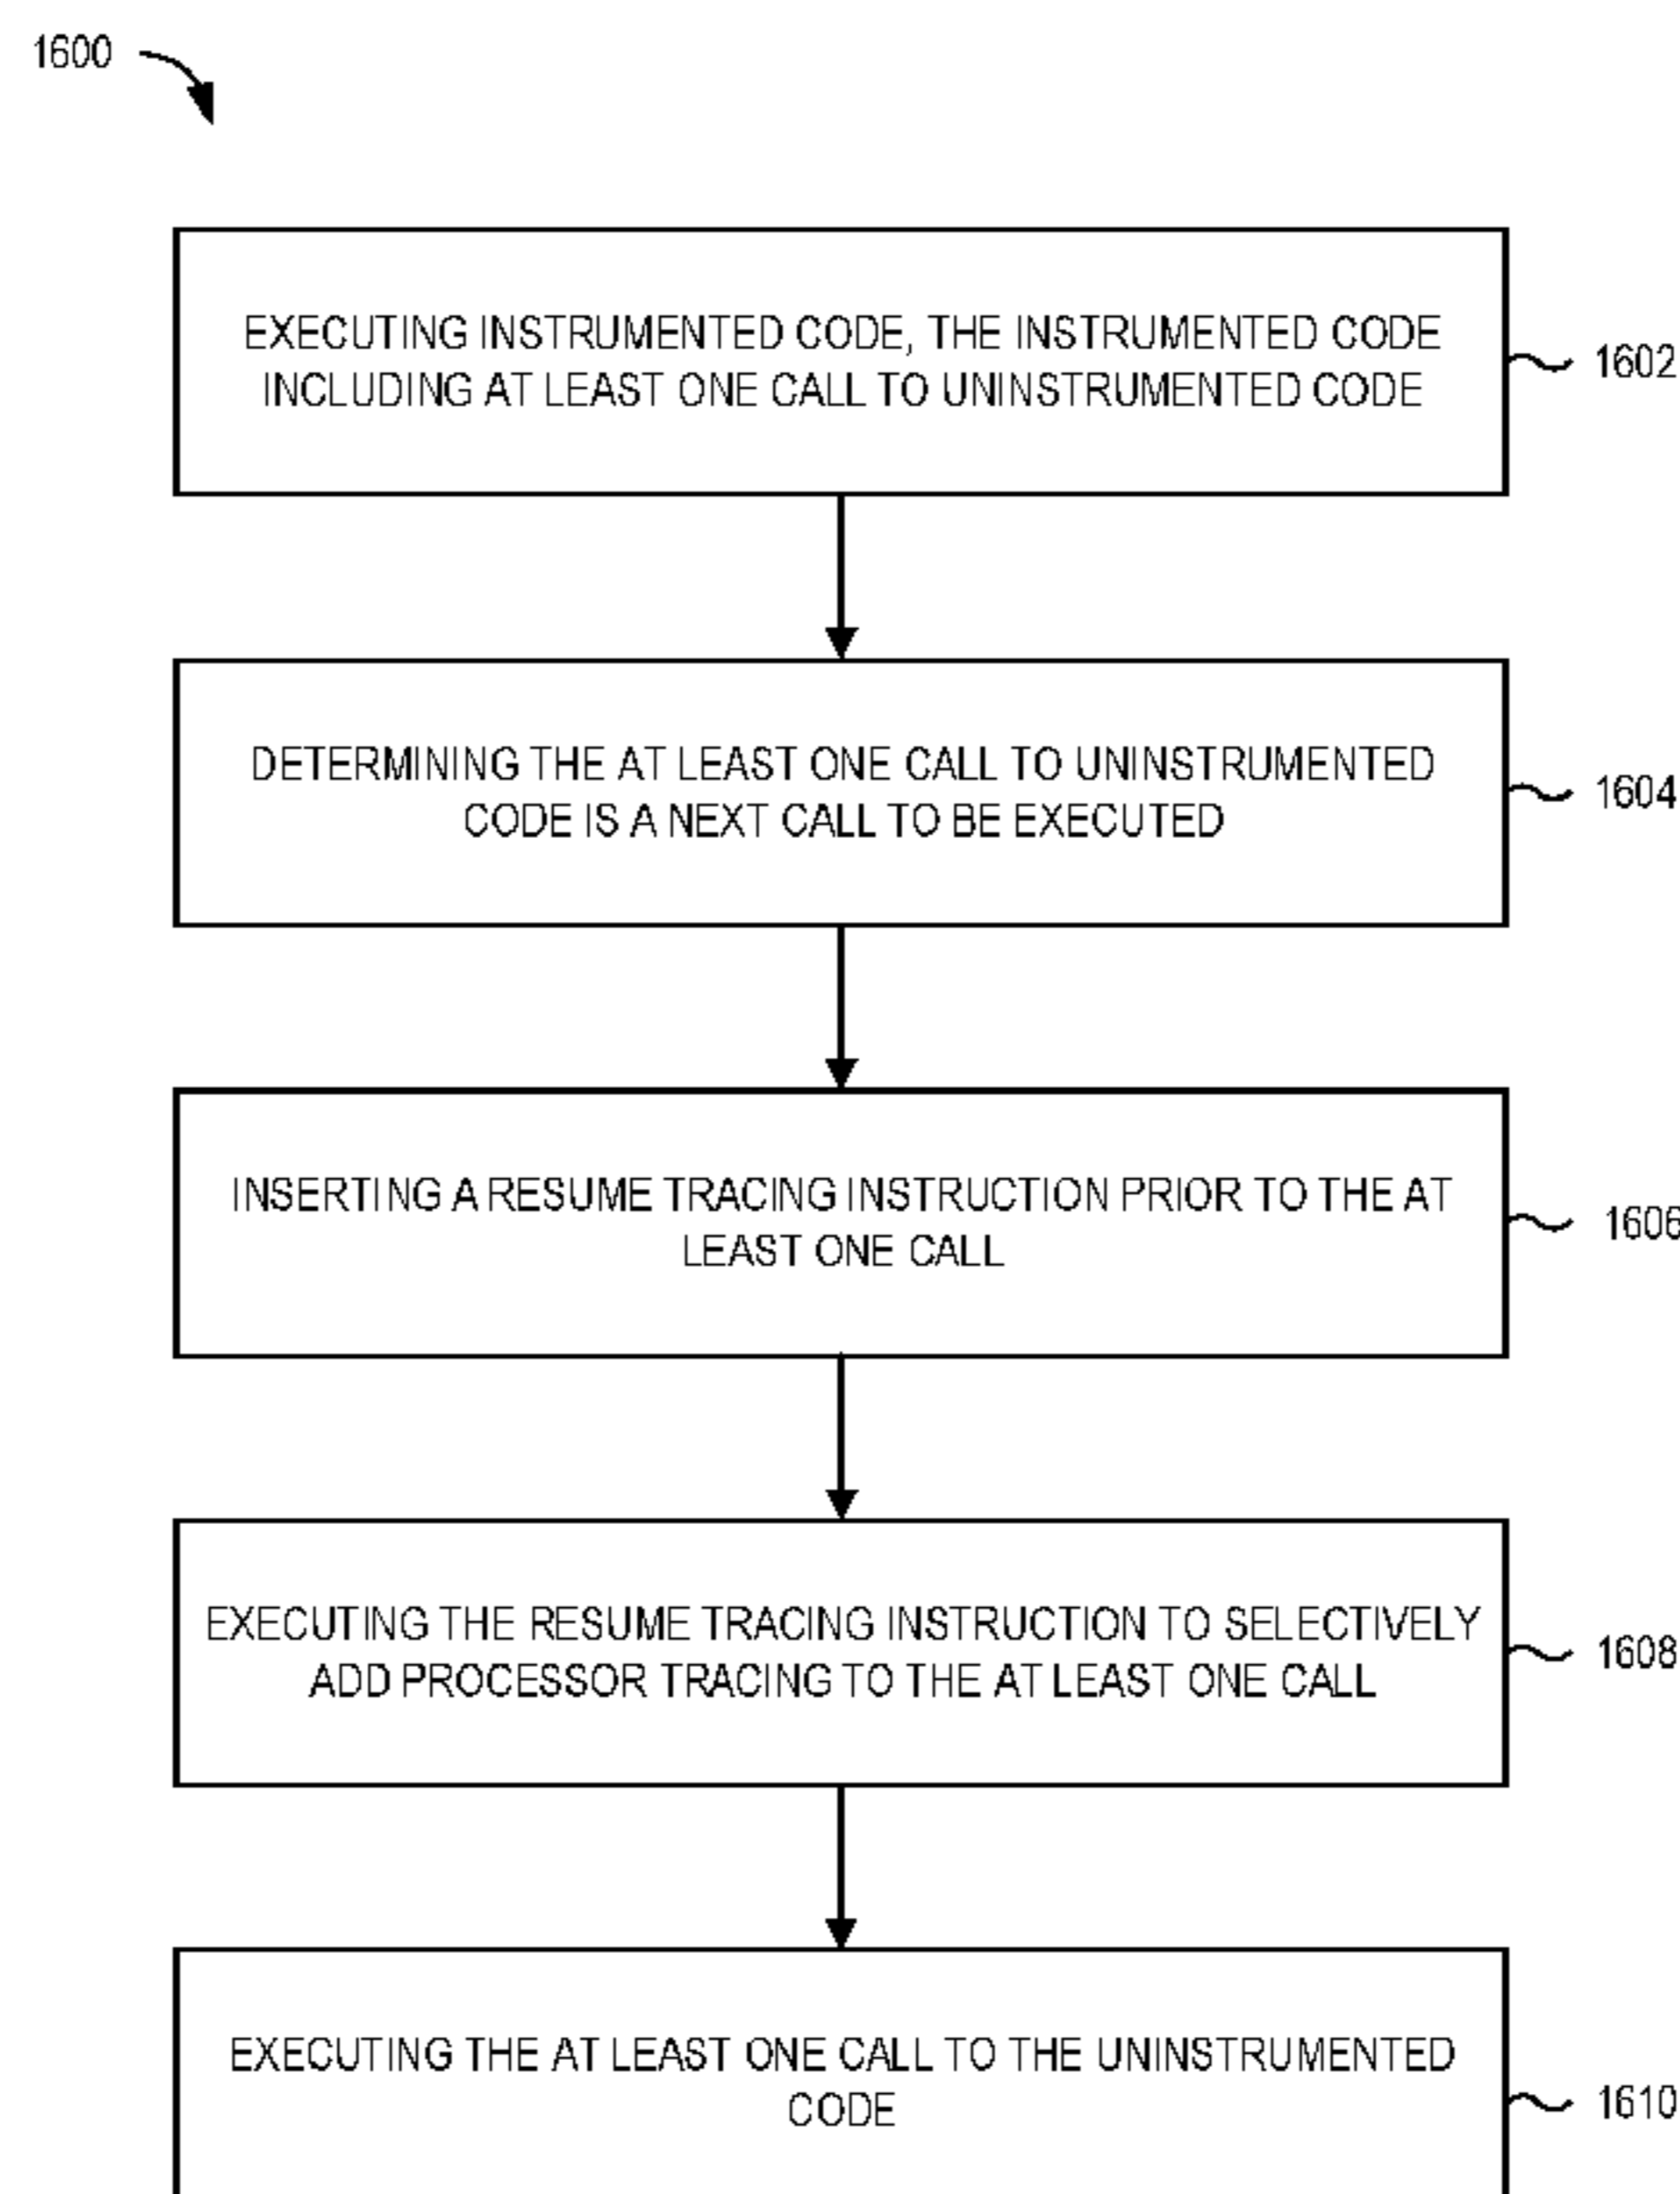 1600
EXECUTING INSTRUMENTED CODE, THE INSTRUMENTED CODE
INCLUDING AT LEAST ONE CALL TO UNINSTRUMENTED CODE
1602
DETERMINING THE AT LEAST ONE CALL TO UNINSTRUMENTED
CODE IS A NEXT CALL TO BE EXECUTED
1604
INSERTING A RESUME TRACING INSTRUCTION PRIOR TO THE AT
LEAST ONE CALL
1606
EXECUTING THE RESUME TRACING INSTRUCTION TO SELECTIVELY
ADD PROCESSOR TRACING TO THE AT LEAST ONE CALL
1608
EXECUTING THE AT LEAST ONE CALL TO THE UNINSTRUMENTED
CODE
1610